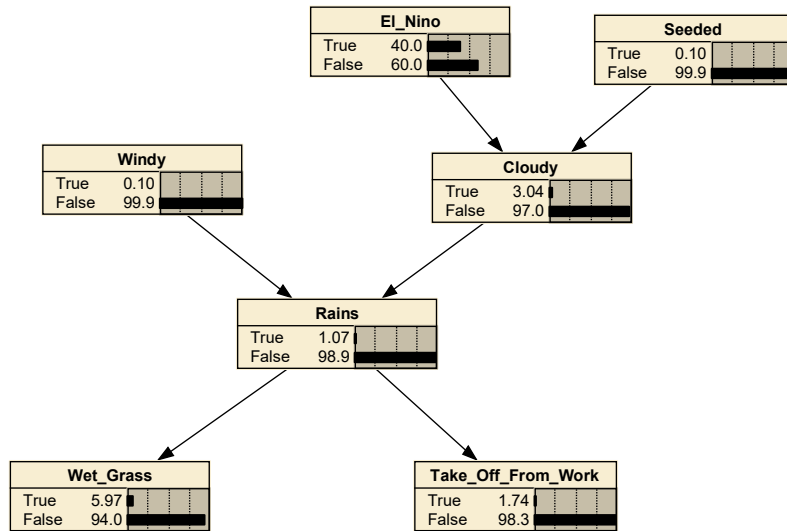 El_Nino
True 40.0
False 60.0
Seeded
True 0.10
False 99.9
Windy
True 0.10
False 99.9
Cloudy
True 3.04
False 97.0
Rains
True 1.07
False 98.9
Wet_Grass
True 5.97
False 94.0
Take_Off_From_Work
True 1.74
False 98.3